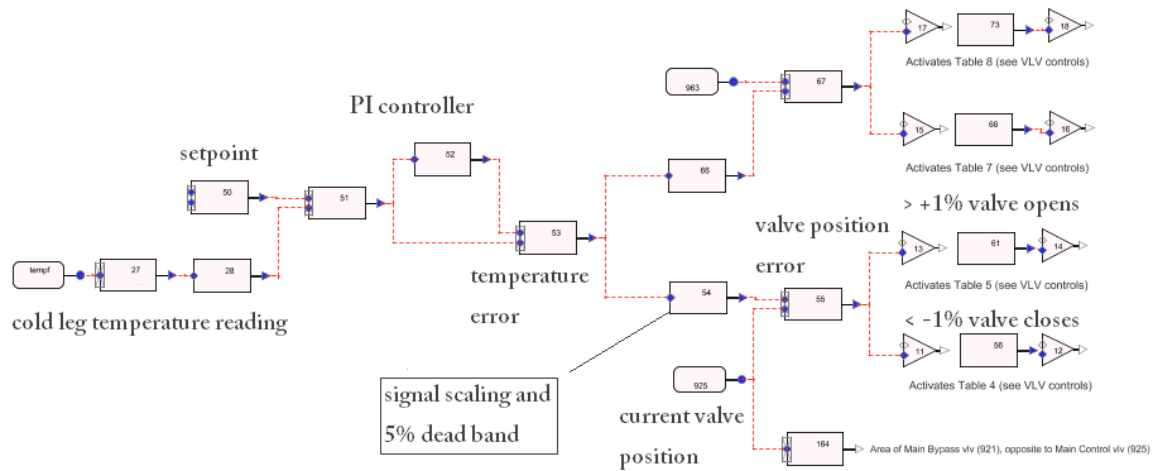 17
73
18
Activates Table 8 (see VLV controls)
963
67
PI controller
15
68
16
52
Activates Table 7 (see VLV controls)
setpoint
66
50
51
> +1% valve opens
valve position
error
53
13
61
14
tempf
27
28
temperature
error
54
55
Activates Table 5 (see VLV controls)
cold leg temperature reading
< -1% valve closes
11
56
12
signal scaling and
5% dead band
925
Activates Table 4 (see VLV controls)
current valve
position
164
Area of Main Bypass vlv (921), opposite to Main Control vlv (925)